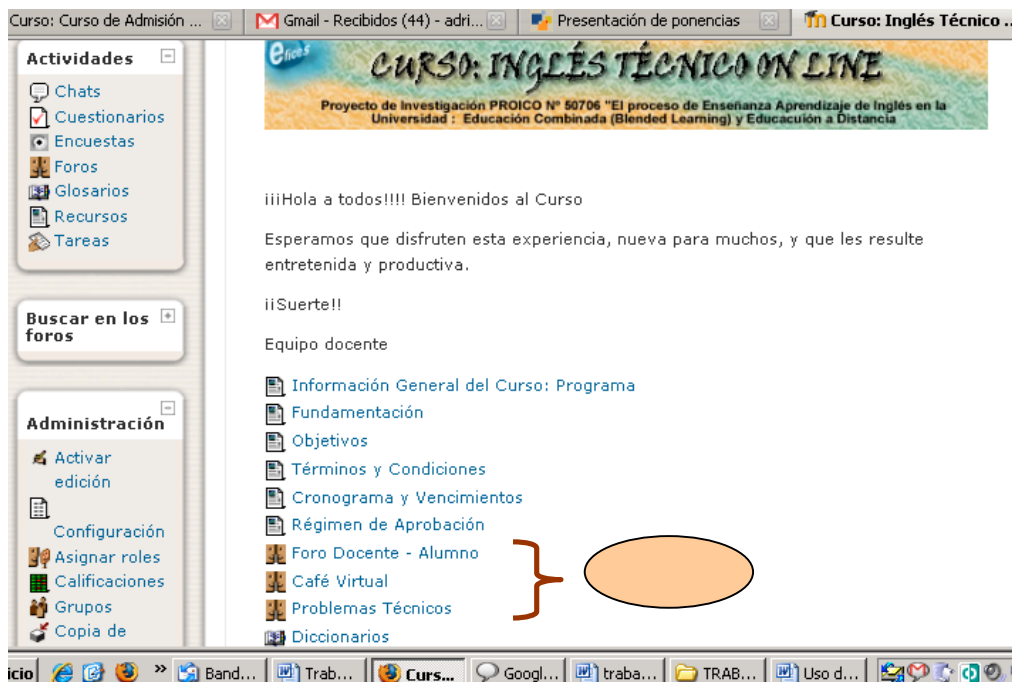 Curso: Curso de Admisión ...
Gmail - Recibidos (44) - adri...
Presentación de ponencias
Curso: Inglés Técnico ..
Actividades
Chats
Cuestionarios
Encuestas
Foros
Glosarios
Recursos
Tareas
Buscar en los
foros
Administración
Activar
edición
Configuración
Asignar roles
Calificaciones
Grupos
Copia de
efices
CURSO: INGLÉS TÉCNICO ON LINE
Proyecto de Investigación PROICO Nº 50706 "El proceso de Enseñanza Aprendizaje de Inglés en la
Universidad : Educación Combinada (Blended Learning) y Educacuión a Distancia
¡¡¡Hola a todos!!!! Bienvenidos al Curso
Esperamos que disfruten esta experiencia, nueva para muchos, y que les resulte
entretenida y productiva.
¡¡Suerte!!
Equipo docente
Información General del Curso: Programa
Fundamentación
Objetivos
Términos y Condiciones
Cronograma y Vencimientos
Régimen de Aprobación
Foro Docente - Alumno
Café Virtual
Problemas Técnicos
Diccionarios
icio
»
Band...
Trab...
Curs...
Googl...
traba...
TRAB...
Uso d...